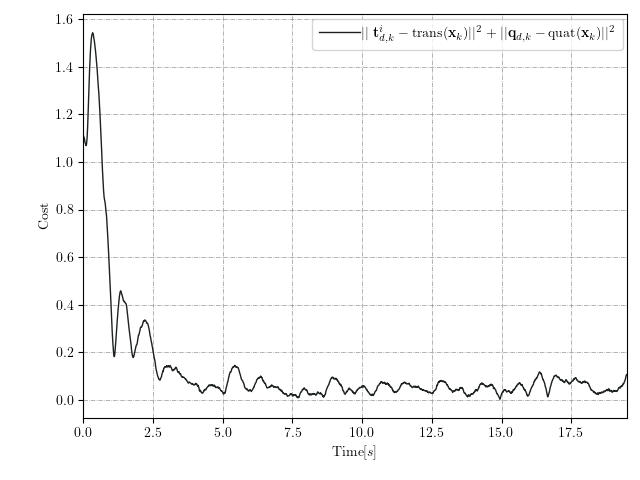 1.6
|| t^i_{d,k} − trans(x_k)||^2 + ||q_{d,k} − quat(x_k)||^2
1.4
1.2
1.0
0.8
Cost
0.6
0.4
0.2
0.0
0.0 2.5 5.0 7.5 10.0 12.5 15.0 17.5
Time[s]